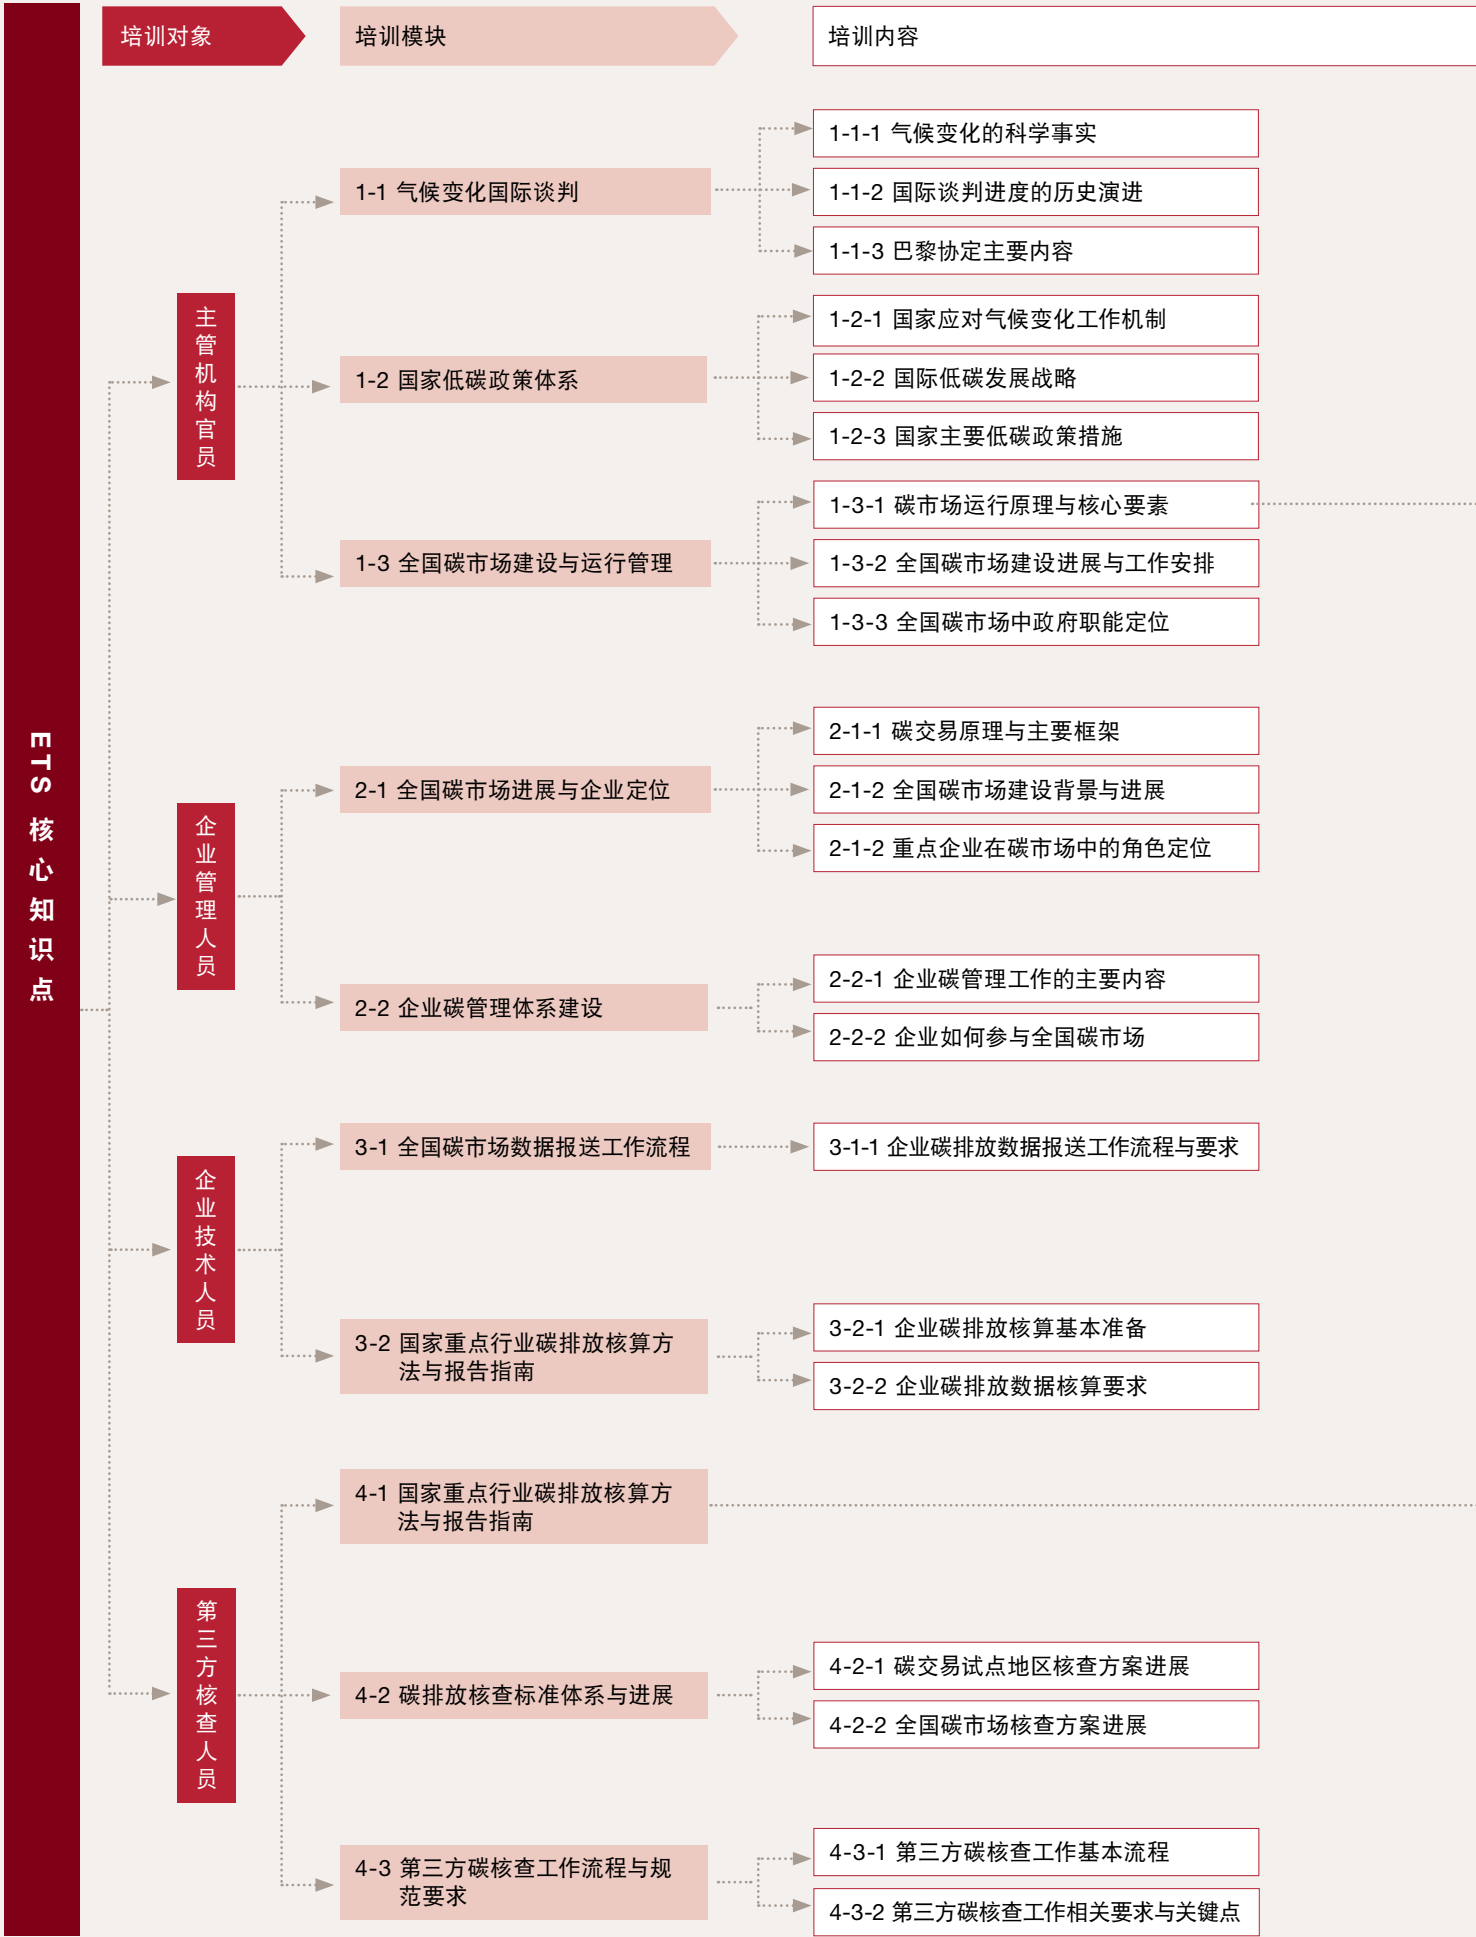 培训对象
培训模块
培训内容
ETS 核心知识点
主管机构官员
1-1 气候变化国际谈判
1-1-1 气候变化的科学事实
1-1-2 国际谈判进度的历史演进
1-1-3 巴黎协定主要内容
1-2 国家低碳政策体系
1-2-1 国家应对气候变化工作机制
1-2-2 国际低碳发展战略
1-2-3 国家主要低碳政策措施
1-3 全国碳市场建设与运行管理
1-3-1 碳市场运行原理与核心要素
1-3-2 全国碳市场建设进展与工作安排
1-3-3 全国碳市场中政府职能定位
企业管理人员
2-1 全国碳市场进展与企业定位
2-1-1 碳交易原理与主要框架
2-1-2 全国碳市场建设背景与进展
2-1-2 重点企业在碳市场中的角色定位
2-2 企业碳管理体系建设
2-2-1 企业碳管理工作的主要内容
2-2-2 企业如何参与全国碳市场
企业技术人员
3-1 全国碳市场数据报送工作流程
3-1-1 企业碳排放数据报送工作流程与要求
3-2 国家重点行业碳排放核算方
法与报告指南
3-2-1 企业碳排放核算基本准备
3-2-2 企业碳排放数据核算要求
第三方核查人员
4-1 国家重点行业碳排放核算方
法与报告指南
4-2 碳排放核查标准体系与进展
4-2-1 碳交易试点地区核查方案进展
4-2-2 全国碳市场核查方案进展
4-3 第三方碳核查工作流程与规
范要求
4-3-1 第三方碳核查工作基本流程
4-3-2 第三方碳核查工作相关要求与关键点